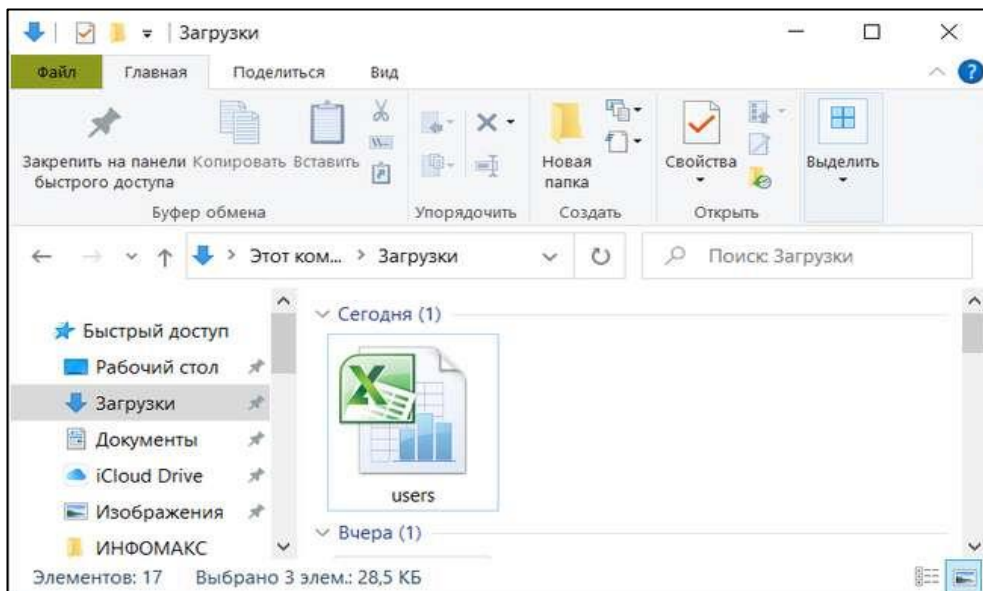 Загрузки
Файл Главная Поделиться Вид
Закрепить на панели быстрого доступа
Копировать
Вставить
Новая папка
Свойства
Выделить
Буфер обмена Упорядочить Создать Открыть
Этот ком... Загрузки Поиск: Загрузки
Быстрый доступ
Рабочий стол
Загрузки
Документы
iCloud Drive
Изображения
ИНФОМАКС
Сегодня (1)
users
Вчера (1)
Элементов: 17 Выбрано 3 элем.: 28,5 КБ